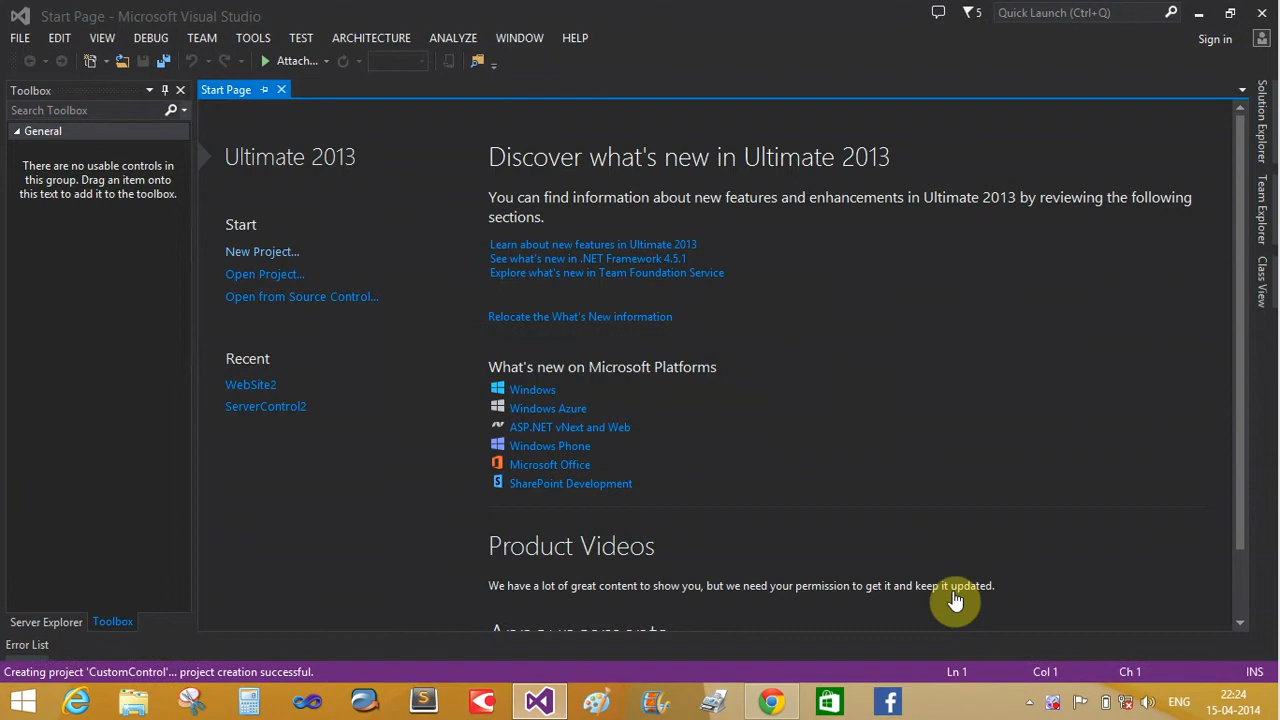 Start Page - Microsoft Visual Studio
5
Quick Launch (Ctrl+Q)
FILE EDIT VIEW DEBUG TEAM TOOLS TEST ARCHITECTURE ANALYZE WINDOW HELP
Sign in
Attach...
Toolbox
Search Toolbox
General
There are no usable controls in
this group. Drag an item onto
this text to add it to the toolbox.
Server Explorer Toolbox
Start Page
Ultimate 2013
Start
New Project...
Open Project...
Open from Source Control...
Recent
WebSite2
ServerControl2
Discover what's new in Ultimate 2013
You can find information about new features and enhancements in Ultimate 2013 by reviewing the following
sections.
Learn about new features in Ultimate 2013
See what's new in .NET Framework 4.5.1
Explore what's new in Team Foundation Service
Relocate the What's New information
What's new on Microsoft Platforms
Windows
Windows Azure
ASP.NET vNext and Web
Windows Phone
Microsoft Office
SharePoint Development
Product Videos
We have a lot of great content to show you, but we need your permission to get it and keep it updated.
Announcements
Solution Explorer
Team Explorer
Class View
Error List
Creating project 'CustomControl'... project creation successful.
Ln 1 Col 1 Ch 1 INS
ENG
22:24
15-04-2014